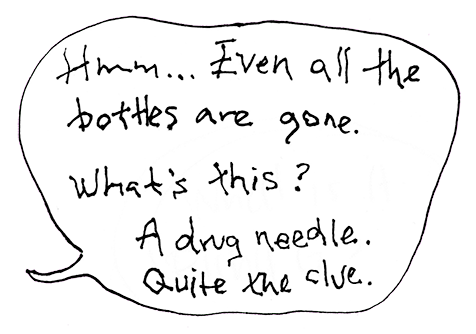 Hmm... Even all the
bottles are gone.
What's this?
A drug needle.
Quite the clue.